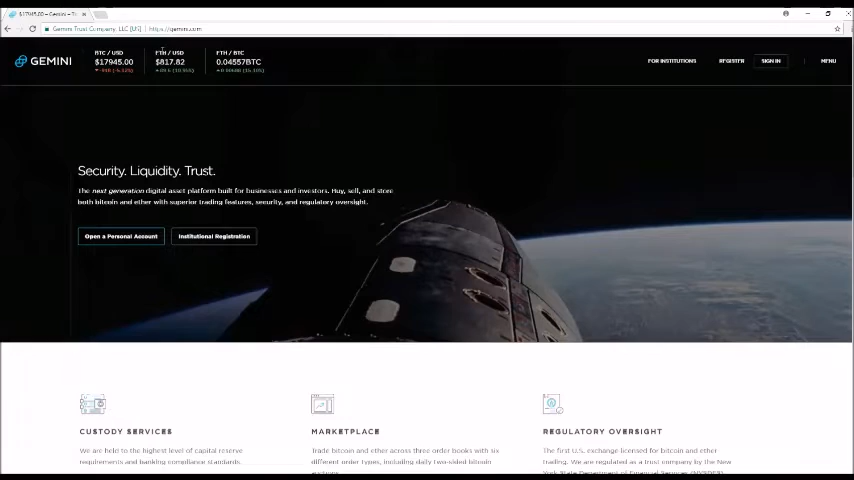 $17945.00 - Gemini - Tr...
Gemini Trust Company, LLC [US] https://gemini.com
GEMINI
BTC / USD
$17945.00
ETH / USD
$817.82
ETH / BTC
0.04557BTC
FOR INSTITUTIONS
REGISTER
SIGN IN
MENU
Security. Liquidity. Trust.
The next generation digital asset platform built for businesses and investors. Buy, sell, and store
both bitcoin and ether with superior trading features, security, and regulatory oversight.
Open a Personal Account
Institutional Registration
CUSTODY SERVICES
MARKETPLACE
REGULATORY OVERSIGHT
We are held to the highest level of capital reserve
requirements and banking compliance standards.
Trade bitcoin and ether across three order books with six
different order types, including daily two-sided bitcoin
auctions.
The first U.S. exchange licensed for bitcoin and ether
trading. We are regulated as a trust company by the New
York State Department of Financial Services (NYSDFS)